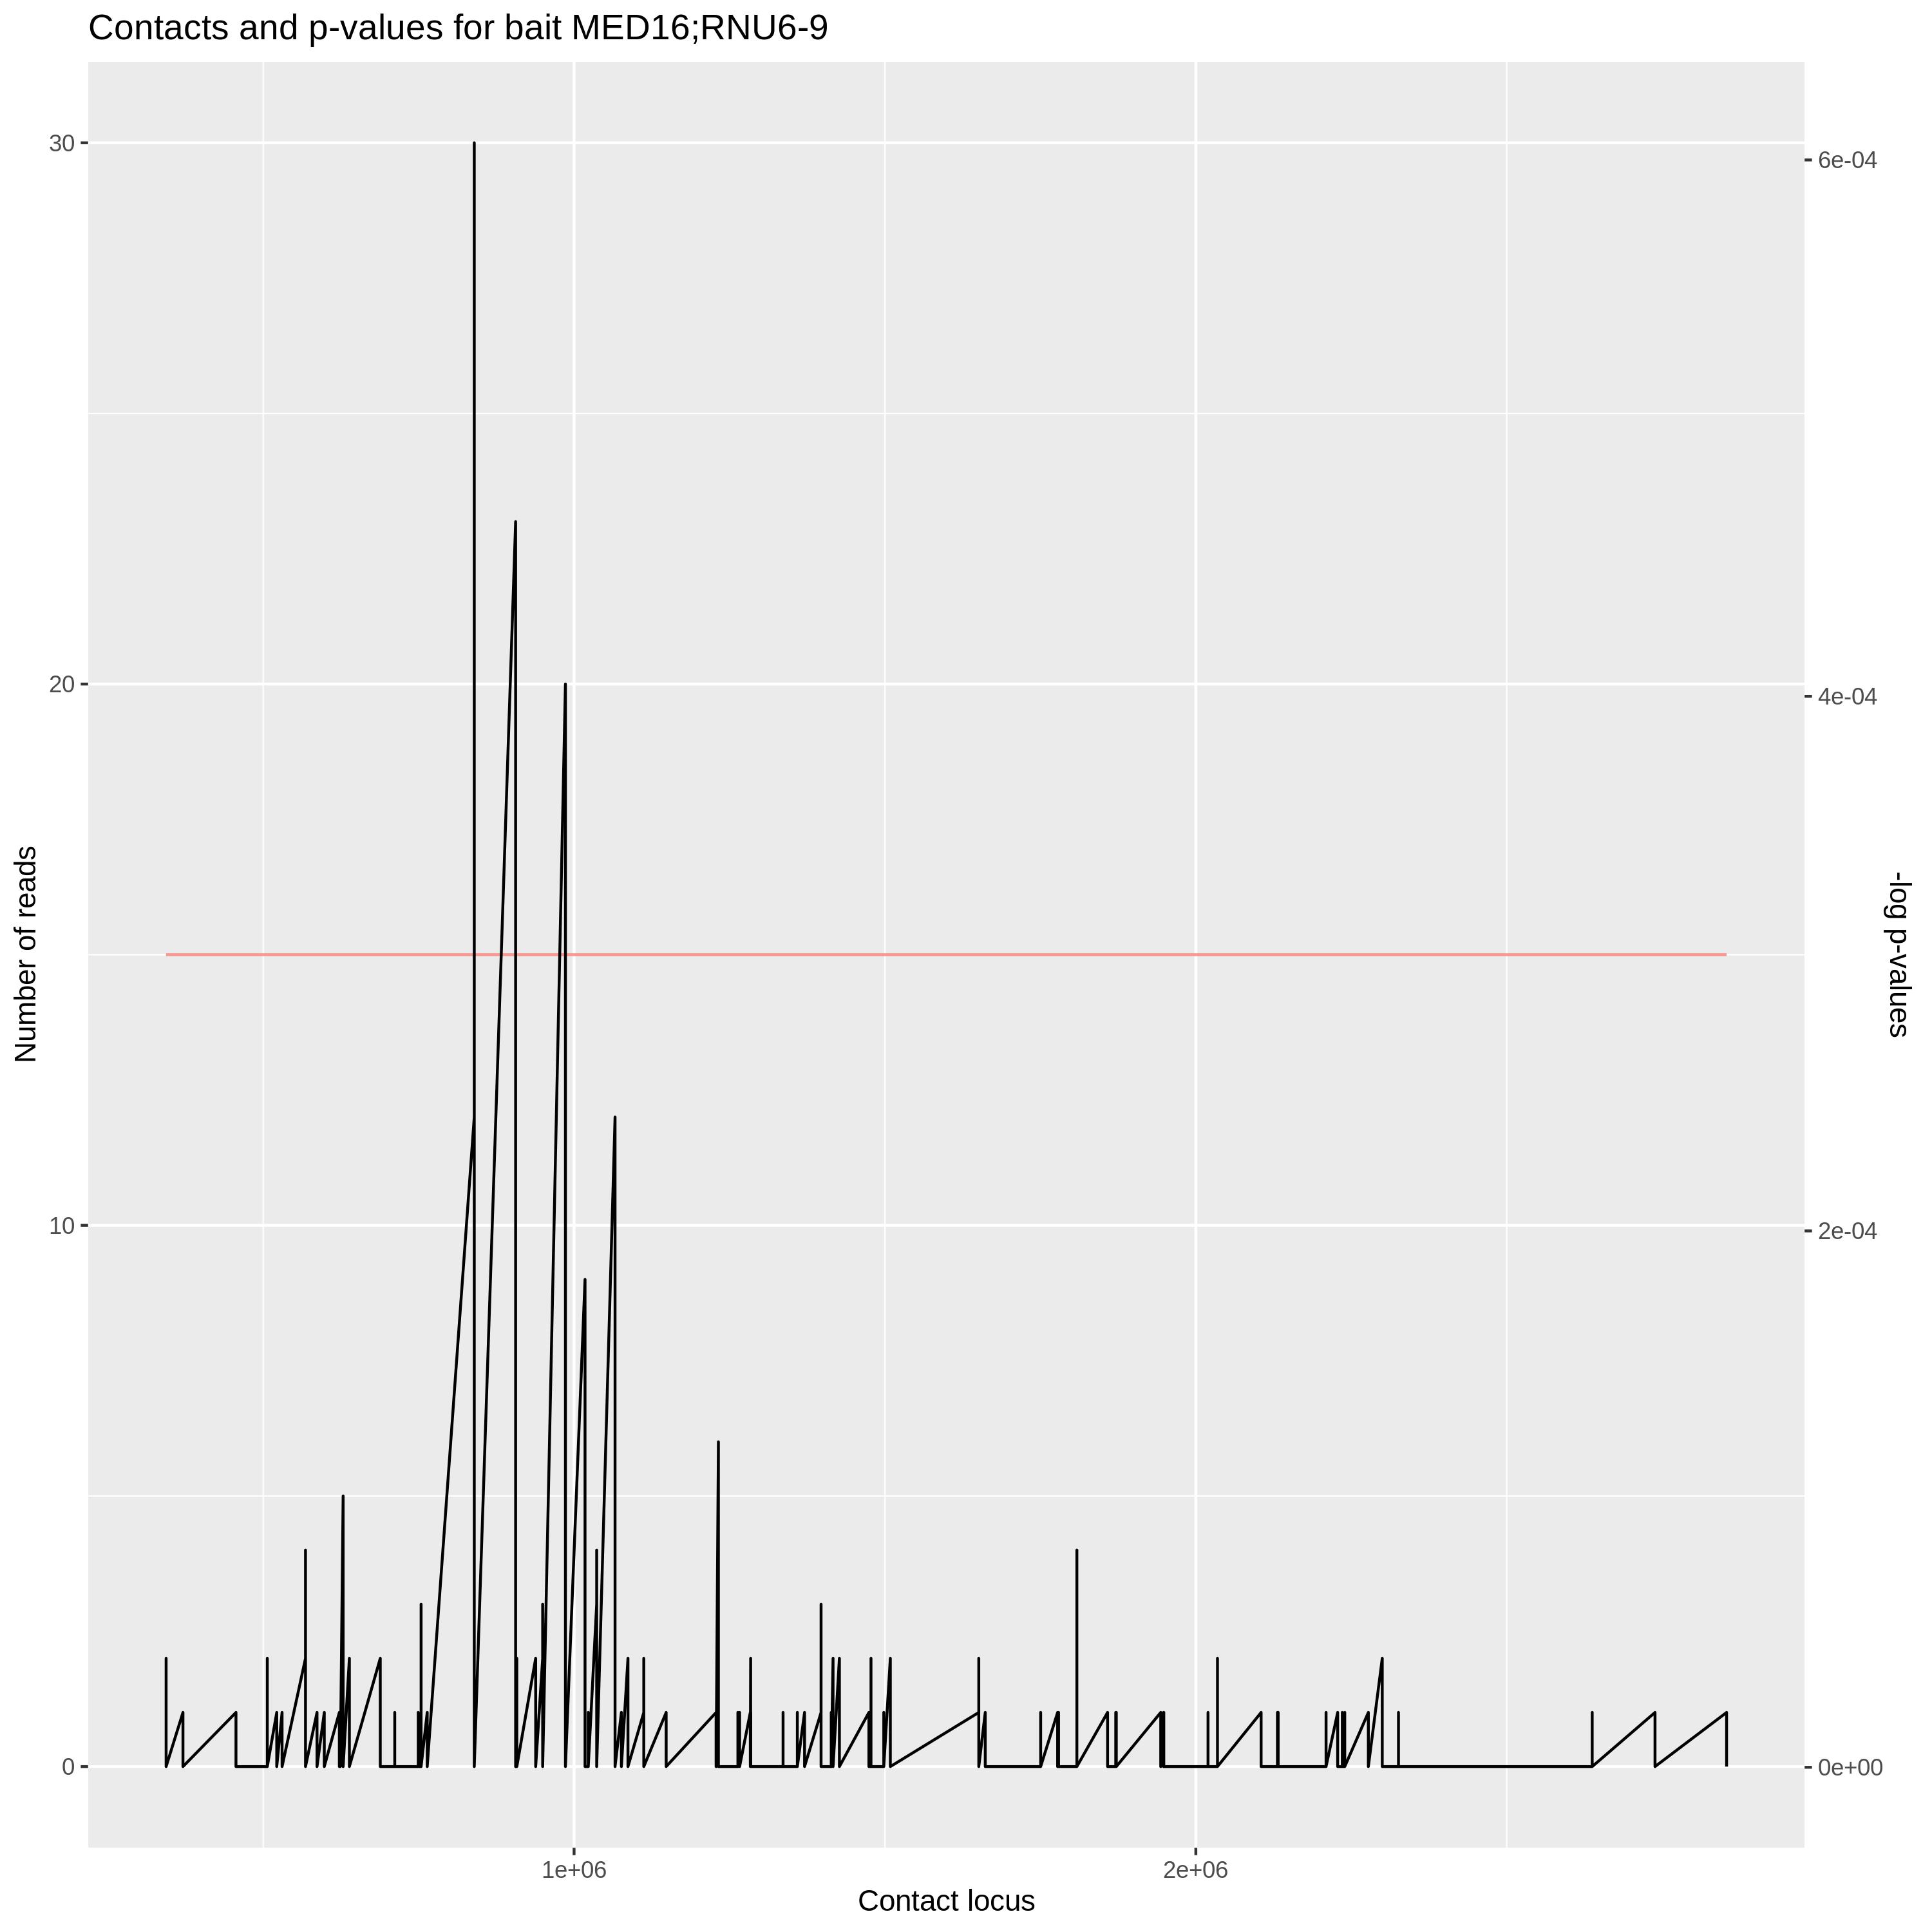 Contacts and p-values for bait MED16;RNU6-9
30
20
10
0
Number of reads
6e-04
4e-04
2e-04
0e+00
-log p-values
1e+06
2e+06
Contact locus